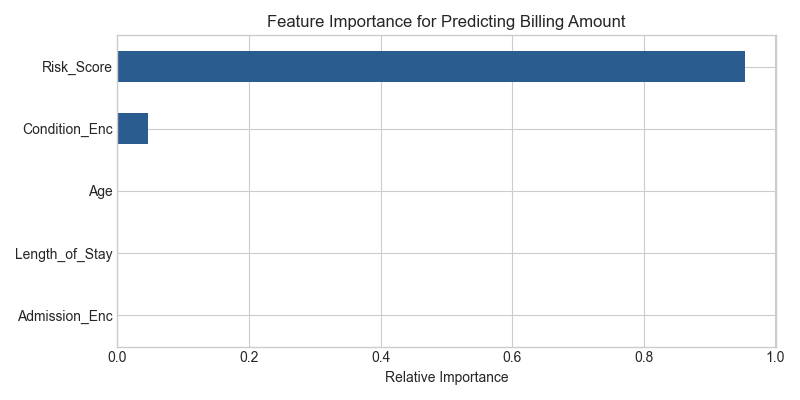 Feature Importance for Predicting Billing Amount
Risk_Score
Condition_Enc
Age
Length_of_Stay
Admission_Enc
0.0 0.2 0.4 0.6 0.8 1.0
Relative Importance